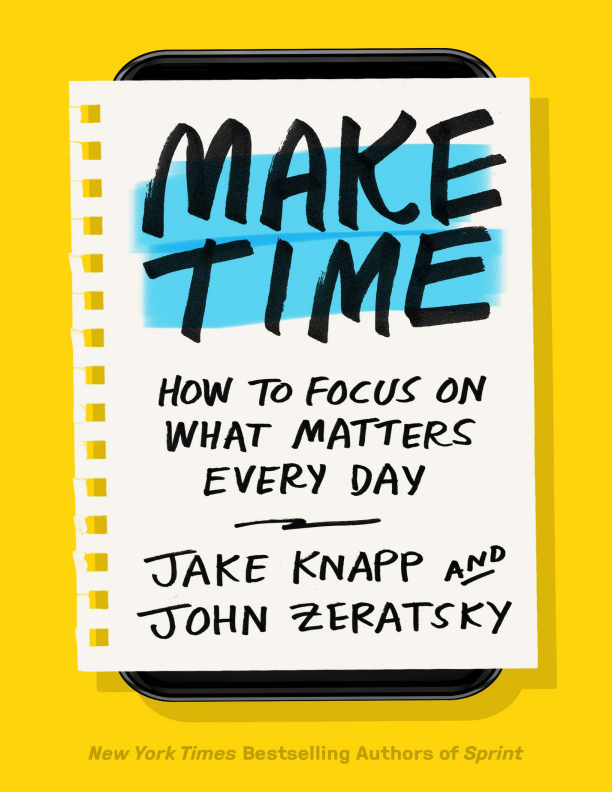 MAKE
TIME
HOW TO FOCUS ON
WHAT MATTERS
EVERY DAY
JAKE KNAPP AND
JOHN ZERATSKY
New York Times Bestselling Authors of Sprint